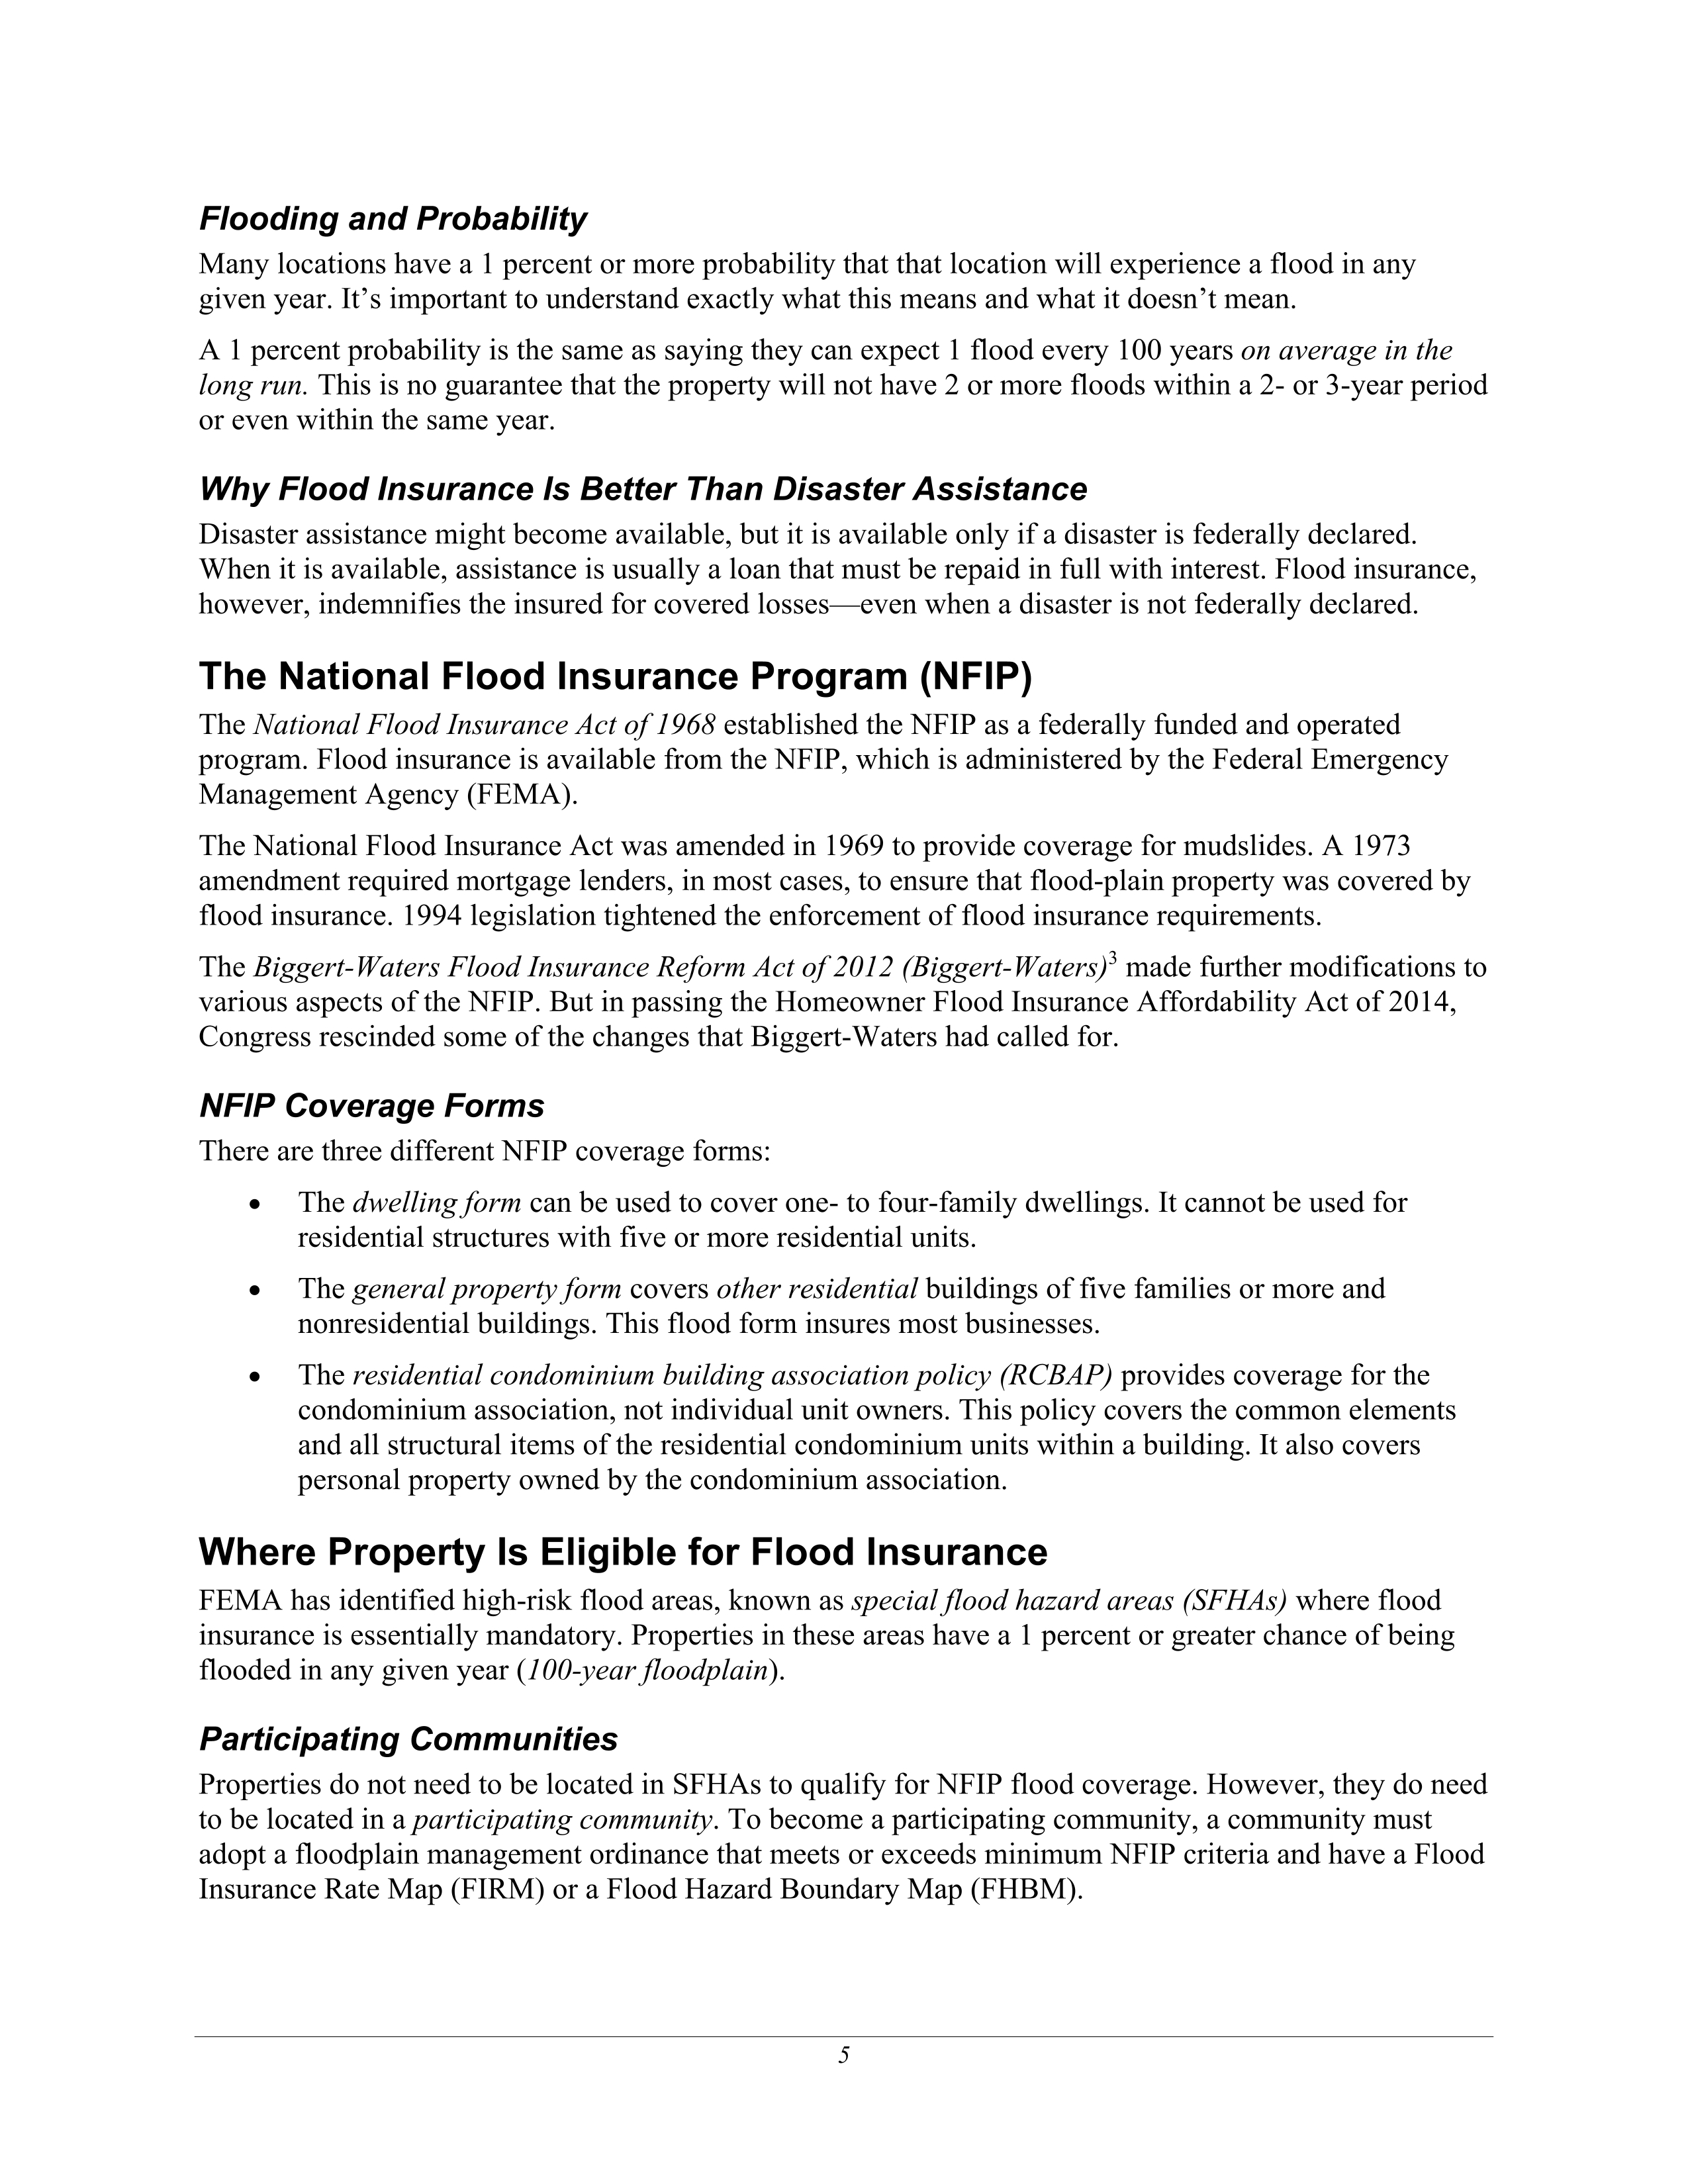 Flooding and Probability
Many locations have a 1 percent or more probability that that location will experience a flood in any
given year. It’s important to understand exactly what this means and what it doesn’t mean.
A 1 percent probability is the same as saying they can expect 1 flood every 100 years on average in the
long run. This is no guarantee that the property will not have 2 or more floods within a 2- or 3-year period
or even within the same year.
Why Flood Insurance Is Better Than Disaster Assistance
Disaster assistance might become available, but it is available only if a disaster is federally declared.
When it is available, assistance is usually a loan that must be repaid in full with interest. Flood insurance,
however, indemnifies the insured for covered losses—even when a disaster is not federally declared.
The National Flood Insurance Program (NFIP)
The National Flood Insurance Act of 1968 established the NFIP as a federally funded and operated
program. Flood insurance is available from the NFIP, which is administered by the Federal Emergency
Management Agency (FEMA).
The National Flood Insurance Act was amended in 1969 to provide coverage for mudslides. A 1973
amendment required mortgage lenders, in most cases, to ensure that flood-plain property was covered by
flood insurance. 1994 legislation tightened the enforcement of flood insurance requirements.
The Biggert-Waters Flood Insurance Reform Act of 2012 (Biggert-Waters)3 made further modifications to
various aspects of the NFIP. But in passing the Homeowner Flood Insurance Affordability Act of 2014,
Congress rescinded some of the changes that Biggert-Waters had called for.
NFIP Coverage Forms
There are three different NFIP coverage forms:
• The dwelling form can be used to cover one- to four-family dwellings. It cannot be used for
residential structures with five or more residential units.
• The general property form covers other residential buildings of five families or more and
nonresidential buildings. This flood form insures most businesses.
• The residential condominium building association policy (RCBAP) provides coverage for the
condominium association, not individual unit owners. This policy covers the common elements
and all structural items of the residential condominium units within a building. It also covers
personal property owned by the condominium association.
Where Property Is Eligible for Flood Insurance
FEMA has identified high-risk flood areas, known as special flood hazard areas (SFHAs) where flood
insurance is essentially mandatory. Properties in these areas have a 1 percent or greater chance of being
flooded in any given year (100-year floodplain).
Participating Communities
Properties do not need to be located in SFHAs to qualify for NFIP flood coverage. However, they do need
to be located in a participating community. To become a participating community, a community must
adopt a floodplain management ordinance that meets or exceeds minimum NFIP criteria and have a Flood
Insurance Rate Map (FIRM) or a Flood Hazard Boundary Map (FHBM).
5